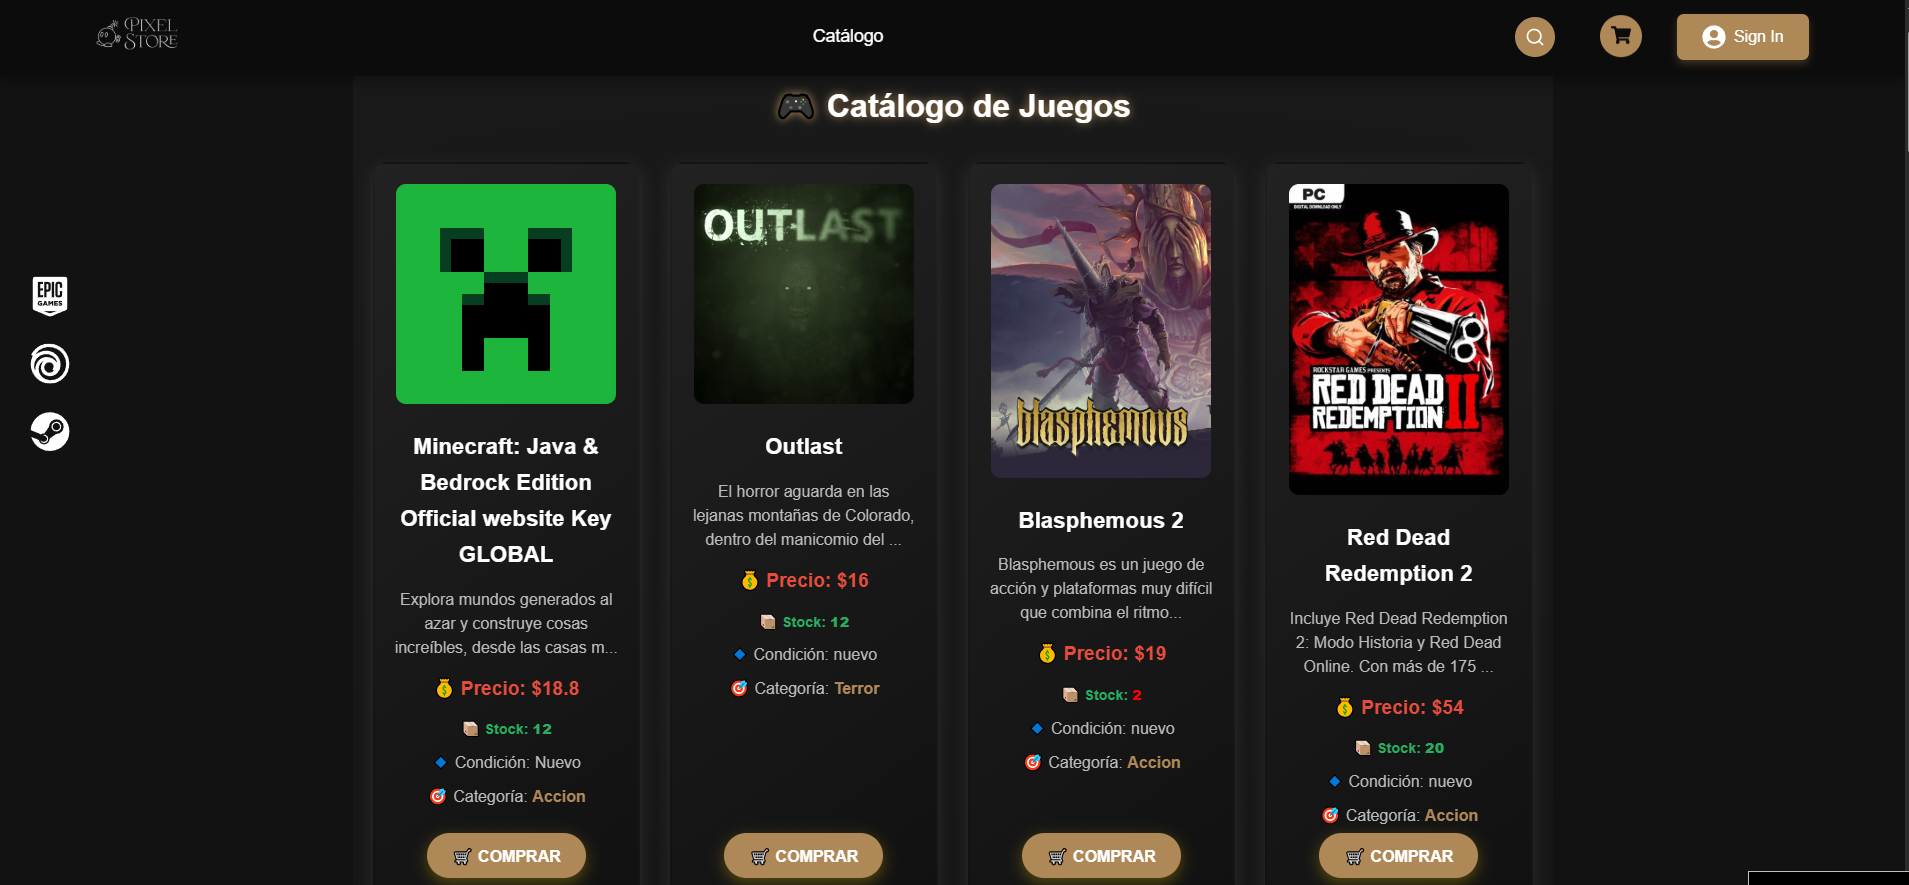 PIXEL
STORE
Catálogo
Sign In
🎮 Catálogo de Juegos
EPIC
GAMES
Minecraft: Java &
Bedrock Edition
Official website Key
GLOBAL
Explora mundos generados al
azar y construye cosas
increíbles, desde las casas m...
💰 Precio: $18.8
📦 Stock: 12
🔹 Condición: Nuevo
🎯 Categoría: Accion
🛒 COMPRAR
OUTLAST
Outlast
El horror aguarda en las
lejanas montañas de Colorado,
dentro del manicomio del ...
💰 Precio: $16
📦 Stock: 12
🔹 Condición: nuevo
🎯 Categoría: Terror
🛒 COMPRAR
blasphemous
Blasphemous 2
Blasphemous es un juego de
acción y plataformas muy difícil
que combina el ritmo...
💰 Precio: $19
📦 Stock: 2
🔹 Condición: nuevo
🎯 Categoría: Accion
🛒 COMPRAR
PC
DIGITAL DOWNLOAD ONLY
ROCKSTAR GAMES PRESENTS
RED DEAD
REDEMPTION II
Red Dead
Redemption 2
Incluye Red Dead Redemption
2: Modo Historia y Red Dead
Online. Con más de 175 ...
💰 Precio: $54
📦 Stock: 20
🔹 Condición: nuevo
🎯 Categoría: Accion
🛒 COMPRAR